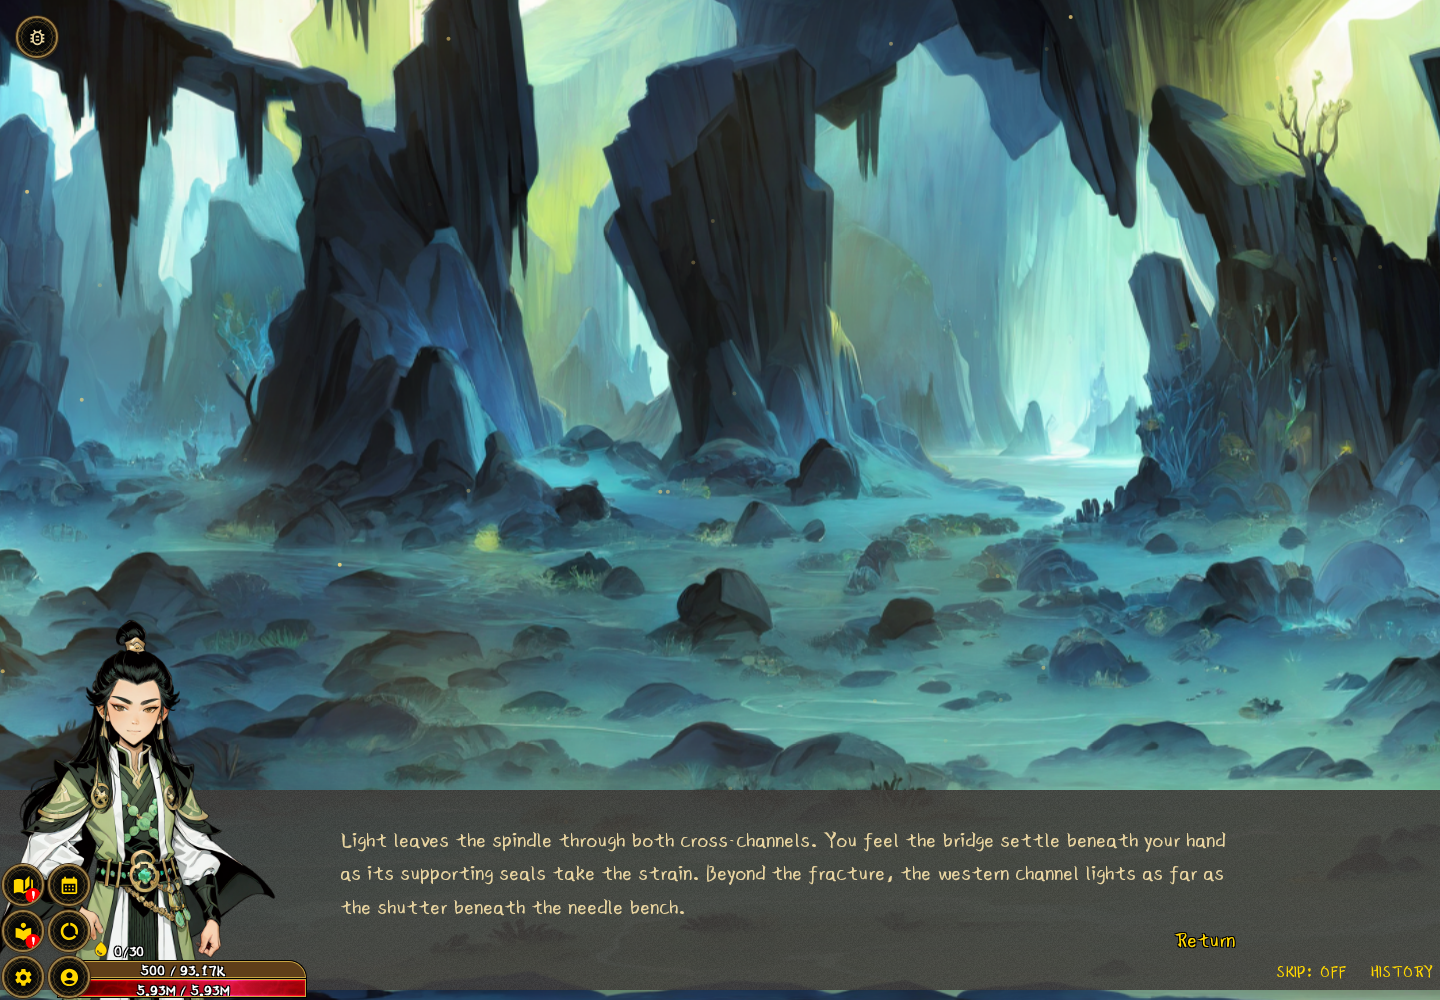 Light leaves the spindle through both cross-channels. You feel the bridge settle beneath your hand
as its supporting seals take the strain. Beyond the fracture, the western channel lights as far as
the shutter beneath the needle bench.
Return
0/30
500 / 93.17K
5.93M / 5.93M
SKIP: OFF HISTORY